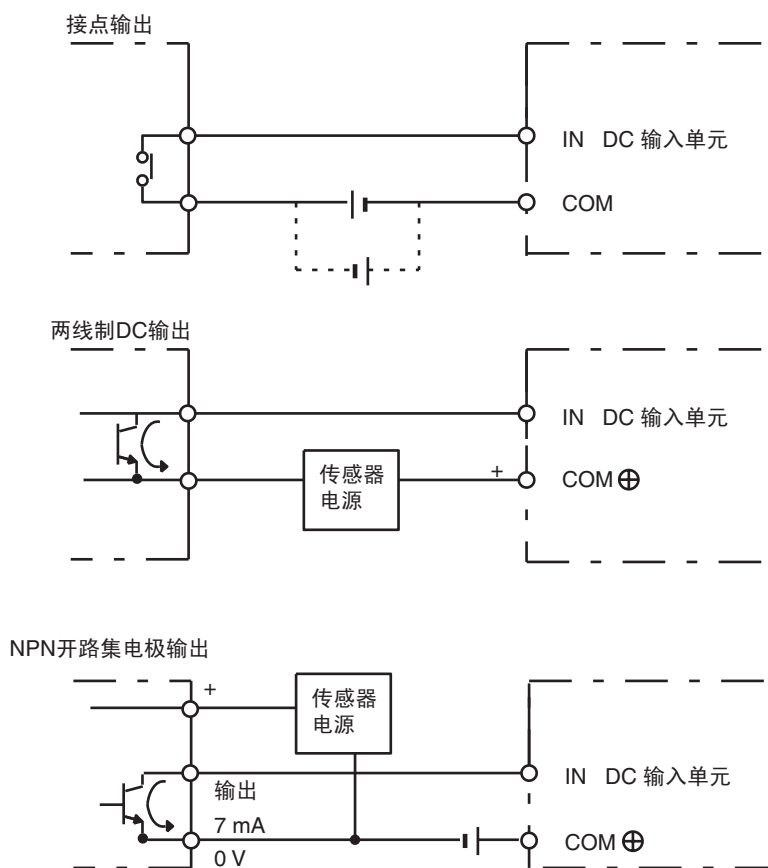 接点输出
IN DC 输入单元
COM
两线制DC输出
IN DC 输入单元
传感器
电源
+
COM ⊕
NPN开路集电极输出
+
传感器
电源
IN DC 输入单元
输出
7 mA
COM ⊕
0 V